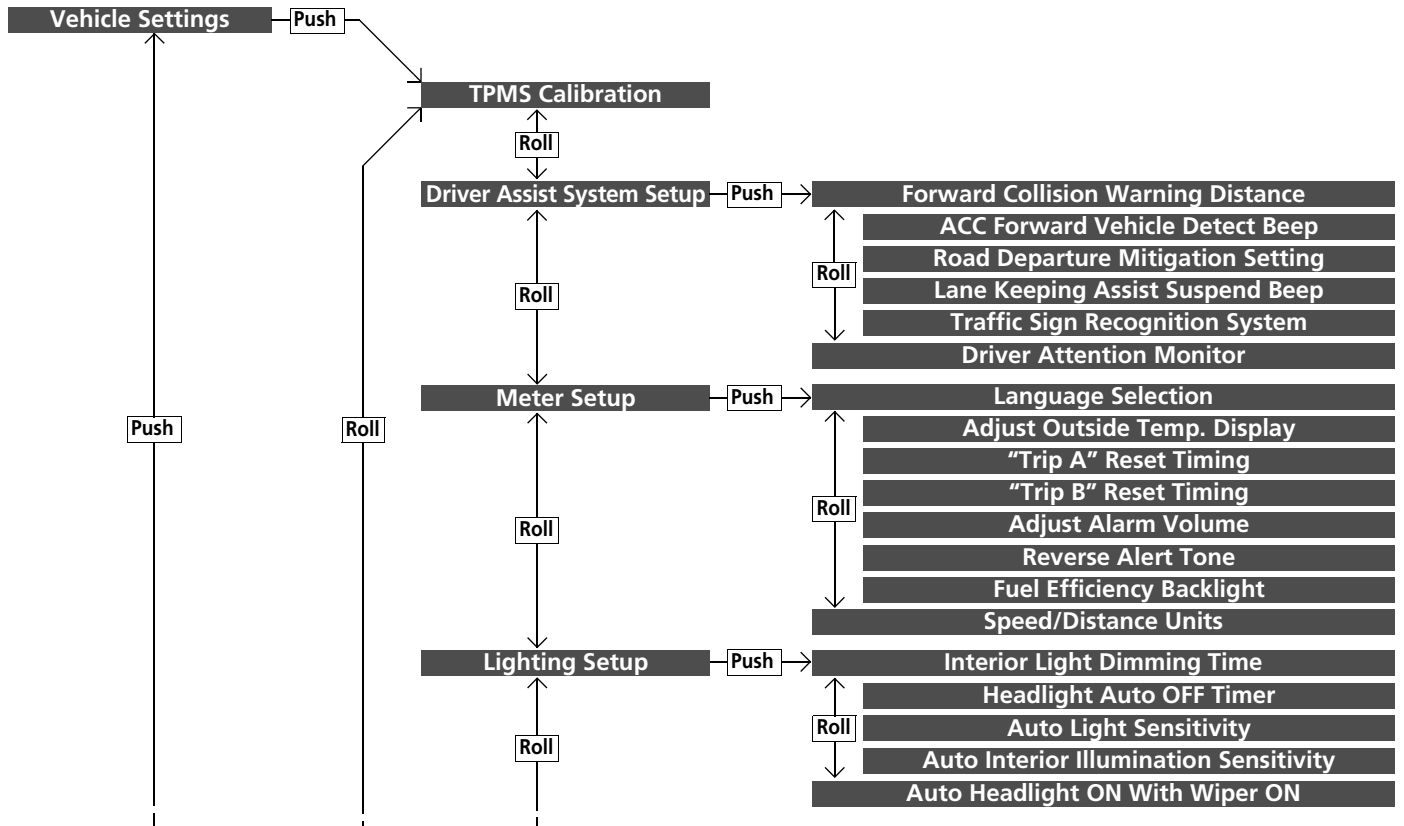 Vehicle Settings
Push
TPMS Calibration
Roll
Driver Assist System Setup
Push
Forward Collision Warning Distance
ACC Forward Vehicle Detect Beep
Road Departure Mitigation Setting
Roll
Lane Keeping Assist Suspend Beep
Roll
Traffic Sign Recognition System
Driver Attention Monitor
Meter Setup
Push
Language Selection
Push
Roll
Adjust Outside Temp. Display
“Trip A” Reset Timing
“Trip B” Reset Timing
Roll
Roll
Adjust Alarm Volume
Reverse Alert Tone
Fuel Efficiency Backlight
Speed/Distance Units
Lighting Setup
Push
Interior Light Dimming Time
Headlight Auto OFF Timer
Roll
Auto Light Sensitivity
Roll
Auto Interior Illumination Sensitivity
Auto Headlight ON With Wiper ON